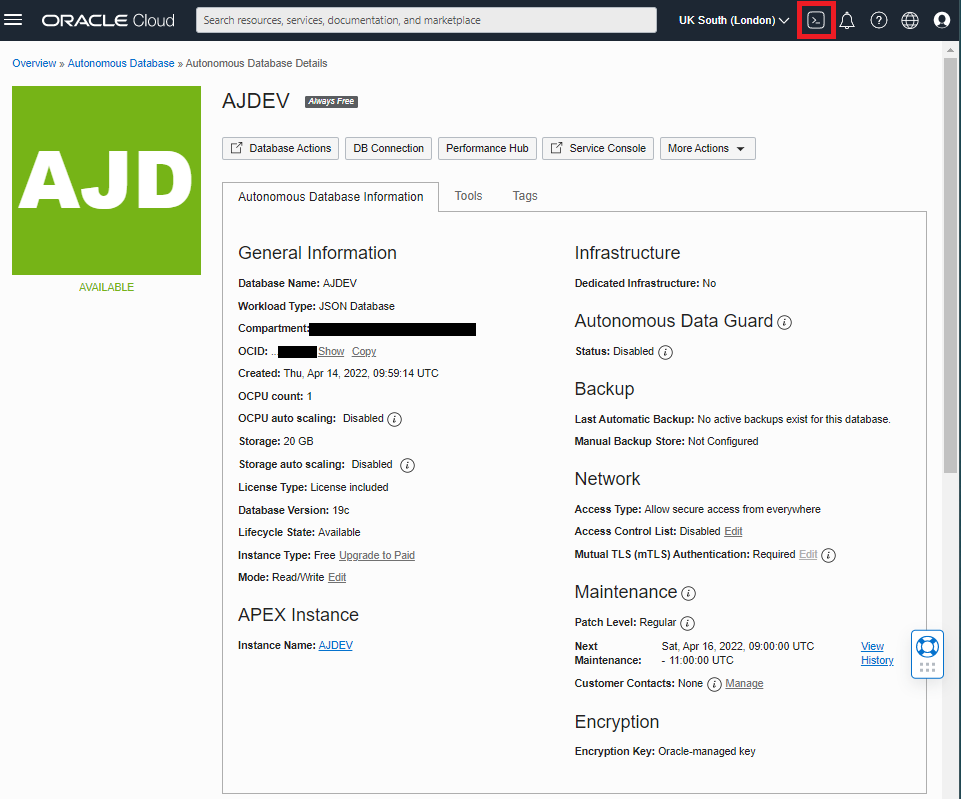 ORACLE Cloud
Search resources, services, documentation, and marketplace
UK South (London)
Overview » Autonomous Database » Autonomous Database Details
AJD
AVAILABLE
AJDEV Always Free
Database Actions DB Connection Performance Hub Service Console More Actions
Autonomous Database Information Tools Tags
General Information
Database Name: AJDEV
Workload Type: JSON Database
Compartment:
OCID: ... Show Copy
Created: Thu, Apr 14, 2022, 09:59:14 UTC
OCPU count: 1
OCPU auto scaling: Disabled
Storage: 20 GB
Storage auto scaling: Disabled
License Type: License included
Database Version: 19c
Lifecycle State: Available
Instance Type: Free Upgrade to Paid
Mode: Read/Write Edit
APEX Instance
Instance Name: AJDEV
Infrastructure
Dedicated Infrastructure: No
Autonomous Data Guard
Status: Disabled
Backup
Last Automatic Backup: No active backups exist for this database.
Manual Backup Store: Not Configured
Network
Access Type: Allow secure access from everywhere
Access Control List: Disabled Edit
Mutual TLS (mTLS) Authentication: Required Edit
Maintenance
Patch Level: Regular
Next Sat, Apr 16, 2022, 09:00:00 UTC View
Maintenance: - 11:00:00 UTC History
Customer Contacts: None Manage
Encryption
Encryption Key: Oracle-managed key